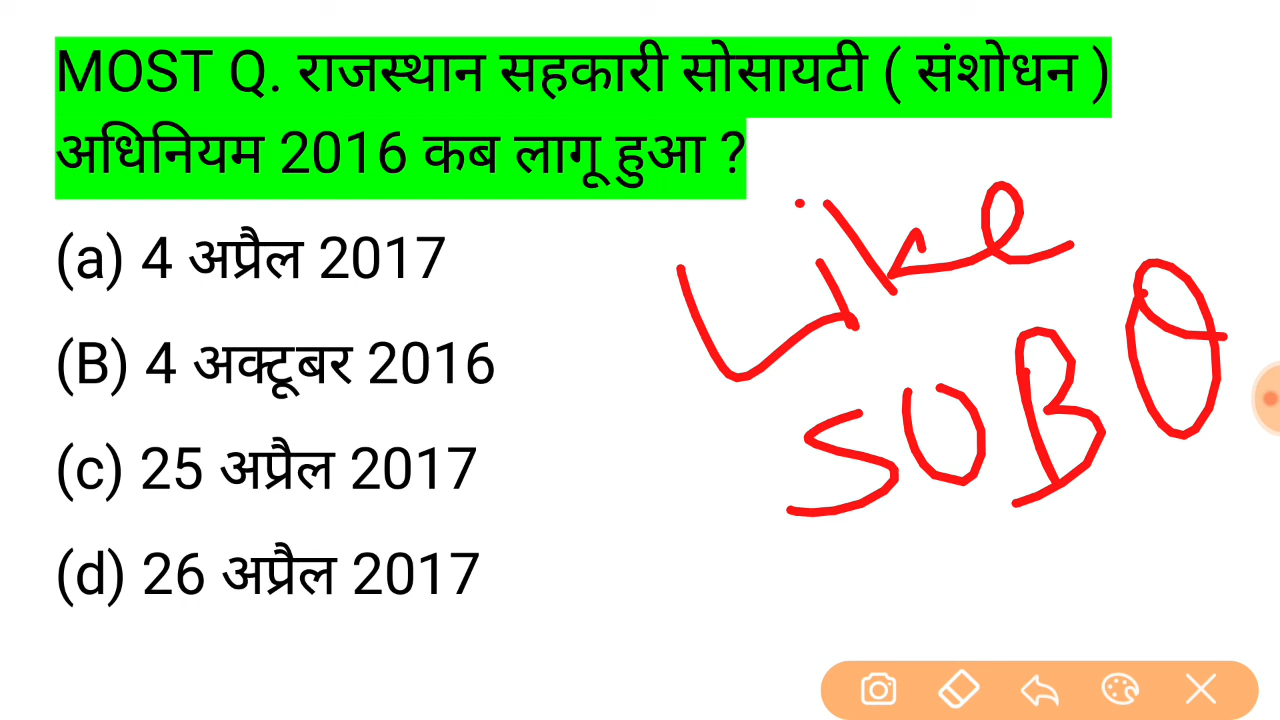 MOST Q. राजस्थान सहकारी सोसायटी ( संशोधन )
अधिनियम 2016 कब लागू हुआ ?
(a) 4 अप्रैल 2017
(B) 4 अक्टूबर 2016
(c) 25 अप्रैल 2017
(d) 26 अप्रैल 2017
Like
SUB